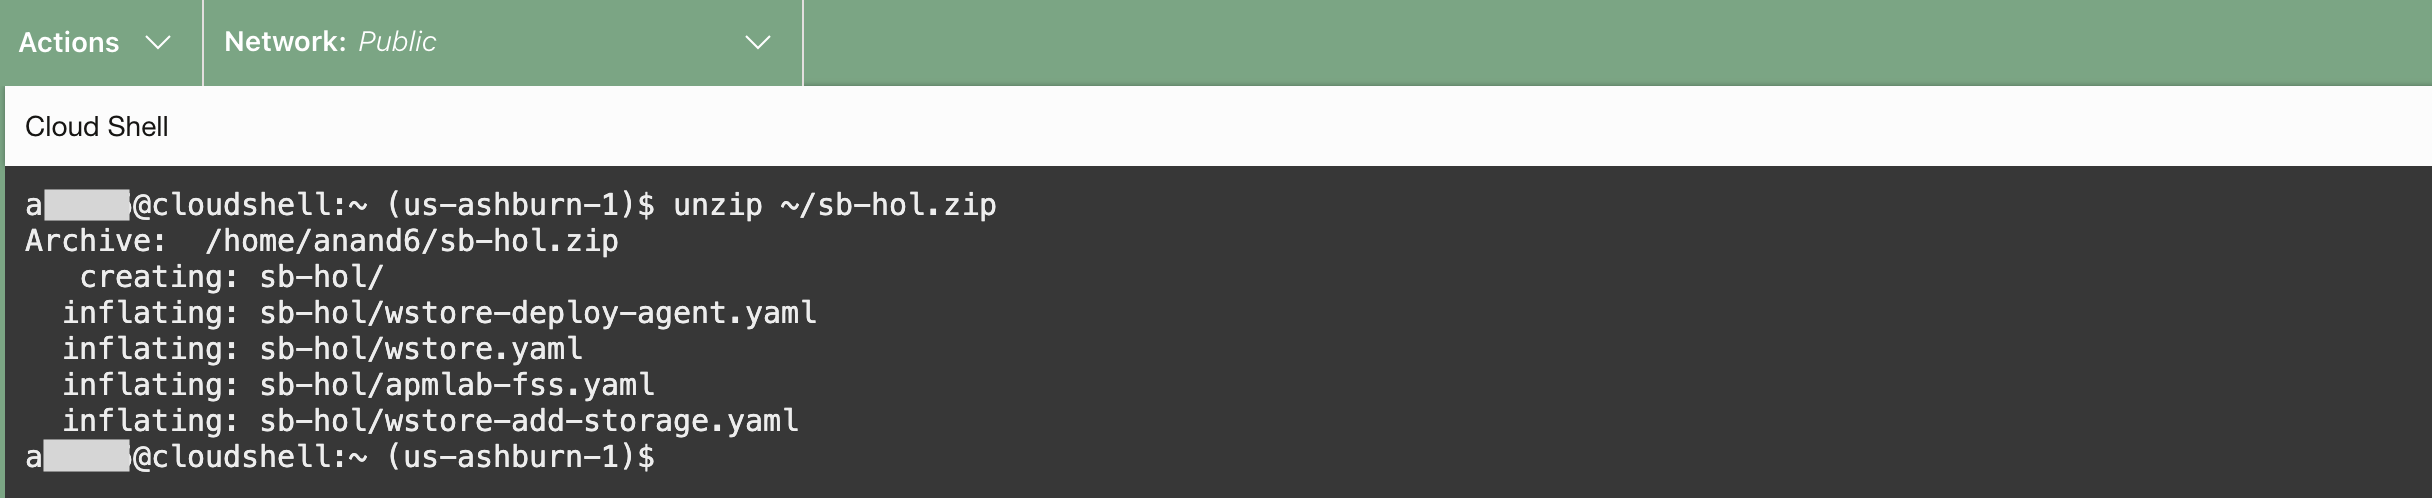 Actions Network: Public
Cloud Shell
a @cloudshell:~ (us-ashburn-1)$ unzip ~/sb-hol.zip
Archive:  /home/anand6/sb-hol.zip
   creating: sb-hol/
  inflating: sb-hol/wstore-deploy-agent.yaml
  inflating: sb-hol/wstore.yaml
  inflating: sb-hol/apmlab-fss.yaml
  inflating: sb-hol/wstore-add-storage.yaml
a @cloudshell:~ (us-ashburn-1)$